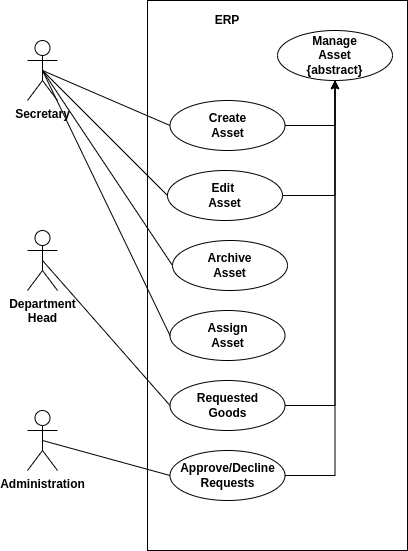 ERP
Manage
Asset
{abstract}
Secretary
Create
Asset
Edit
Asset
Archive
Asset
Department
Head
Assign
Asset
Requested
Goods
Administration
Approve/Decline
Requests